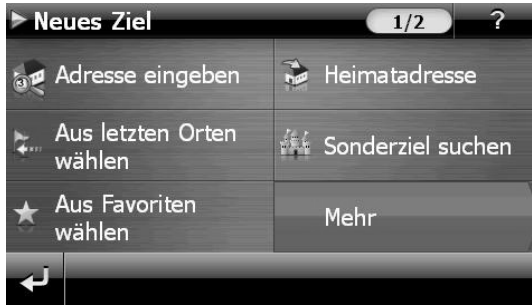 Neues Ziel
1/2
?
Adresse eingeben
Heimatadresse
Aus letzten Orten
wählen
Sonderziel suchen
Aus Favoriten
wählen
Mehr